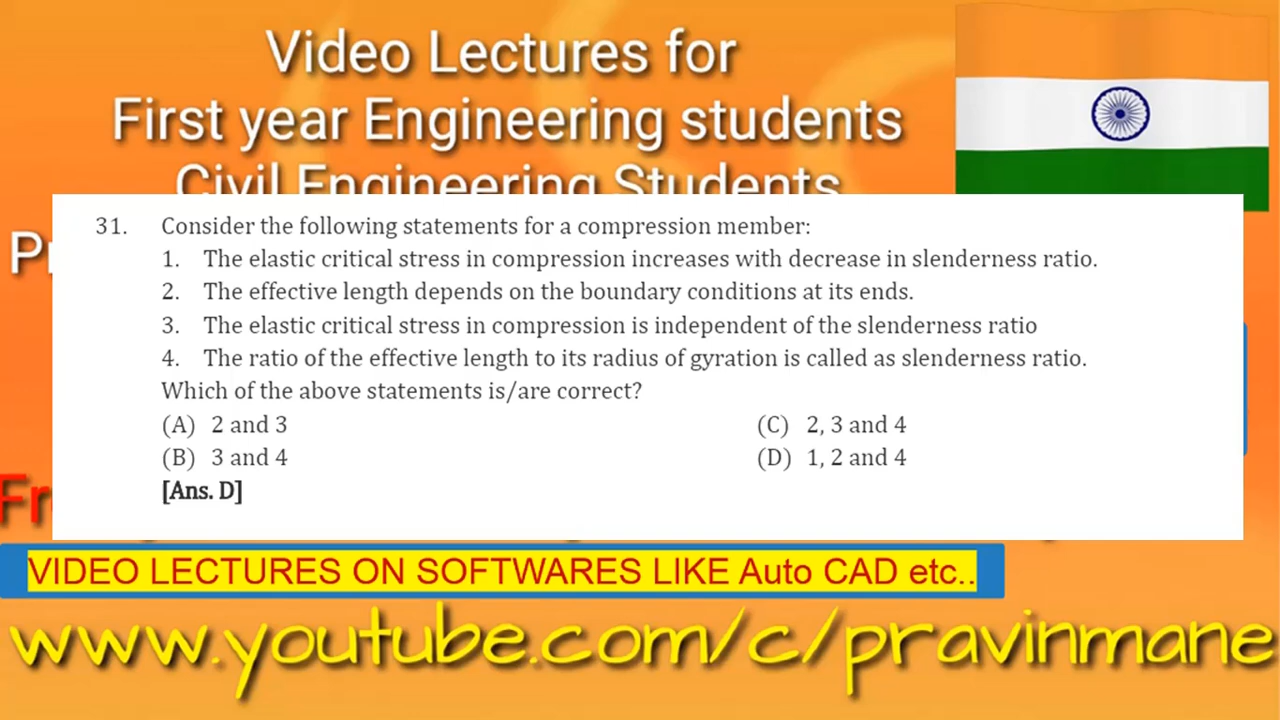 Video Lectures for
First year Engineering students
Civil Engineering Students
31. Consider the following statements for a compression member:
1. The elastic critical stress in compression increases with decrease in slenderness ratio.
2. The effective length depends on the boundary conditions at its ends.
3. The elastic critical stress in compression is independent of the slenderness ratio
4. The ratio of the effective length to its radius of gyration is called as slenderness ratio.
Which of the above statements is/are correct?
(A) 2 and 3 (C) 2, 3 and 4
(B) 3 and 4 (D) 1, 2 and 4
[Ans. D]
VIDEO LECTURES ON SOFTWARES LIKE Auto CAD etc..
www.youtube.com/c/pravinmane